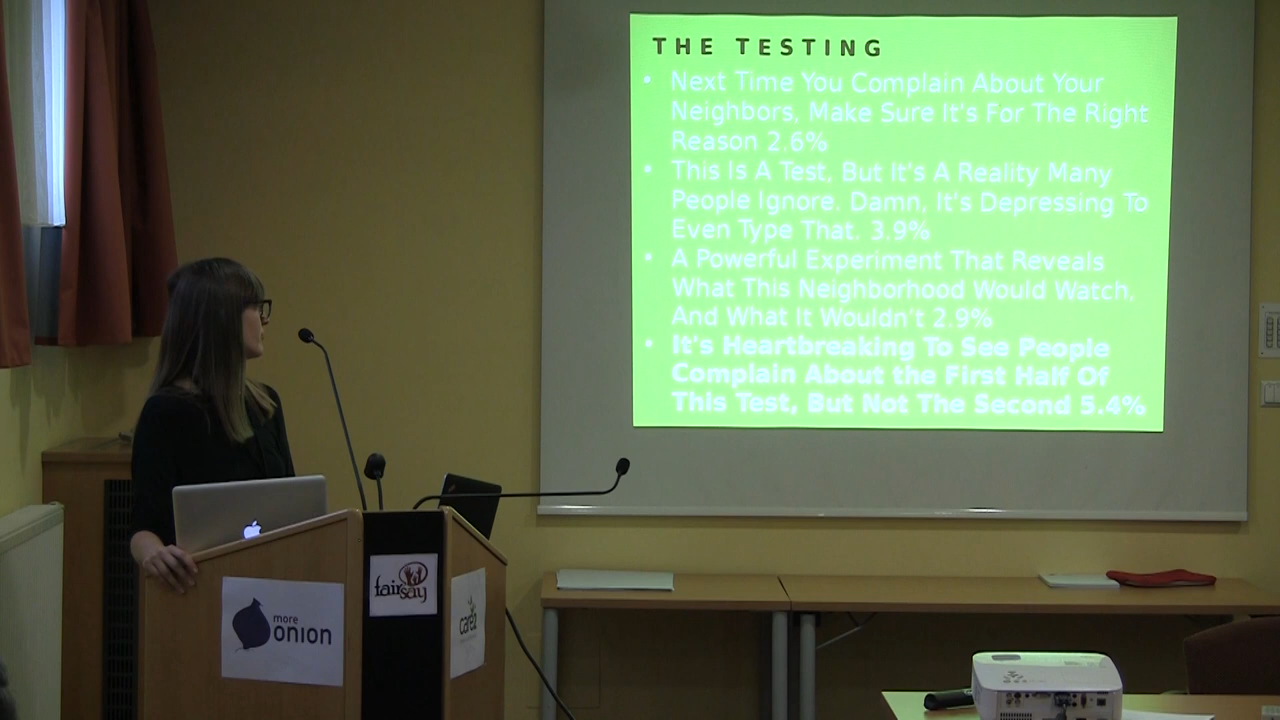 THE TESTING
• Next Time You Complain About Your
Neighbors, Make Sure It's For The Right
Reason 2.6%
• This Is A Test, But It's A Reality Many
People Ignore. Damn, It's Depressing To
Even Type That. 3.9%
• A Powerful Experiment That Reveals
What This Neighborhood Would Watch,
And What It Wouldn't 2.9%
• It's Heartbreaking To See People
Complain About the First Half Of
This Test, But Not The Second 5.4%
more
onion
fair
say
care2